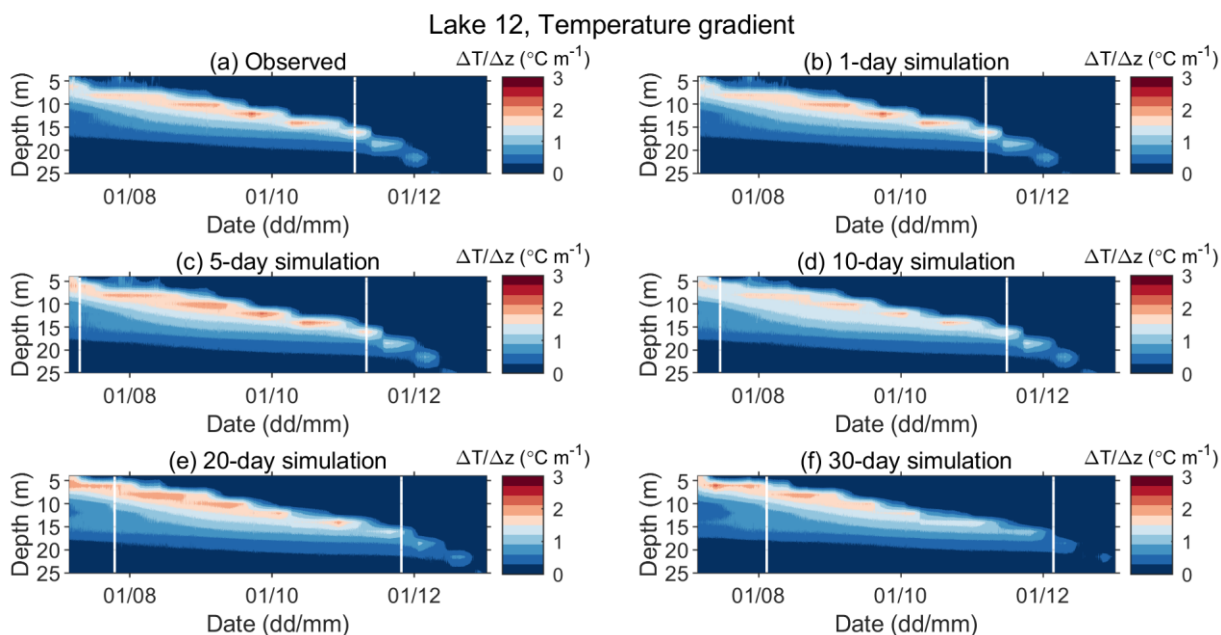 Lake 12, Temperature gradient
(a) Observed
ΔT/Δz (°C m⁻¹)
5
10
15
20
25
Depth (m)
01/08
01/10
01/12
Date (dd/mm)
3
2
1
0
(b) 1-day simulation
ΔT/Δz (°C m⁻¹)
5
10
15
20
25
Depth (m)
01/08
01/10
01/12
Date (dd/mm)
3
2
1
0
(c) 5-day simulation
ΔT/Δz (°C m⁻¹)
5
10
15
20
25
Depth (m)
01/08
01/10
01/12
Date (dd/mm)
3
2
1
0
(d) 10-day simulation
ΔT/Δz (°C m⁻¹)
5
10
15
20
25
Depth (m)
01/08
01/10
01/12
Date (dd/mm)
3
2
1
0
(e) 20-day simulation
ΔT/Δz (°C m⁻¹)
5
10
15
20
25
Depth (m)
01/08
01/10
01/12
Date (dd/mm)
3
2
1
0
(f) 30-day simulation
ΔT/Δz (°C m⁻¹)
5
10
15
20
25
Depth (m)
01/08
01/10
01/12
Date (dd/mm)
3
2
1
0